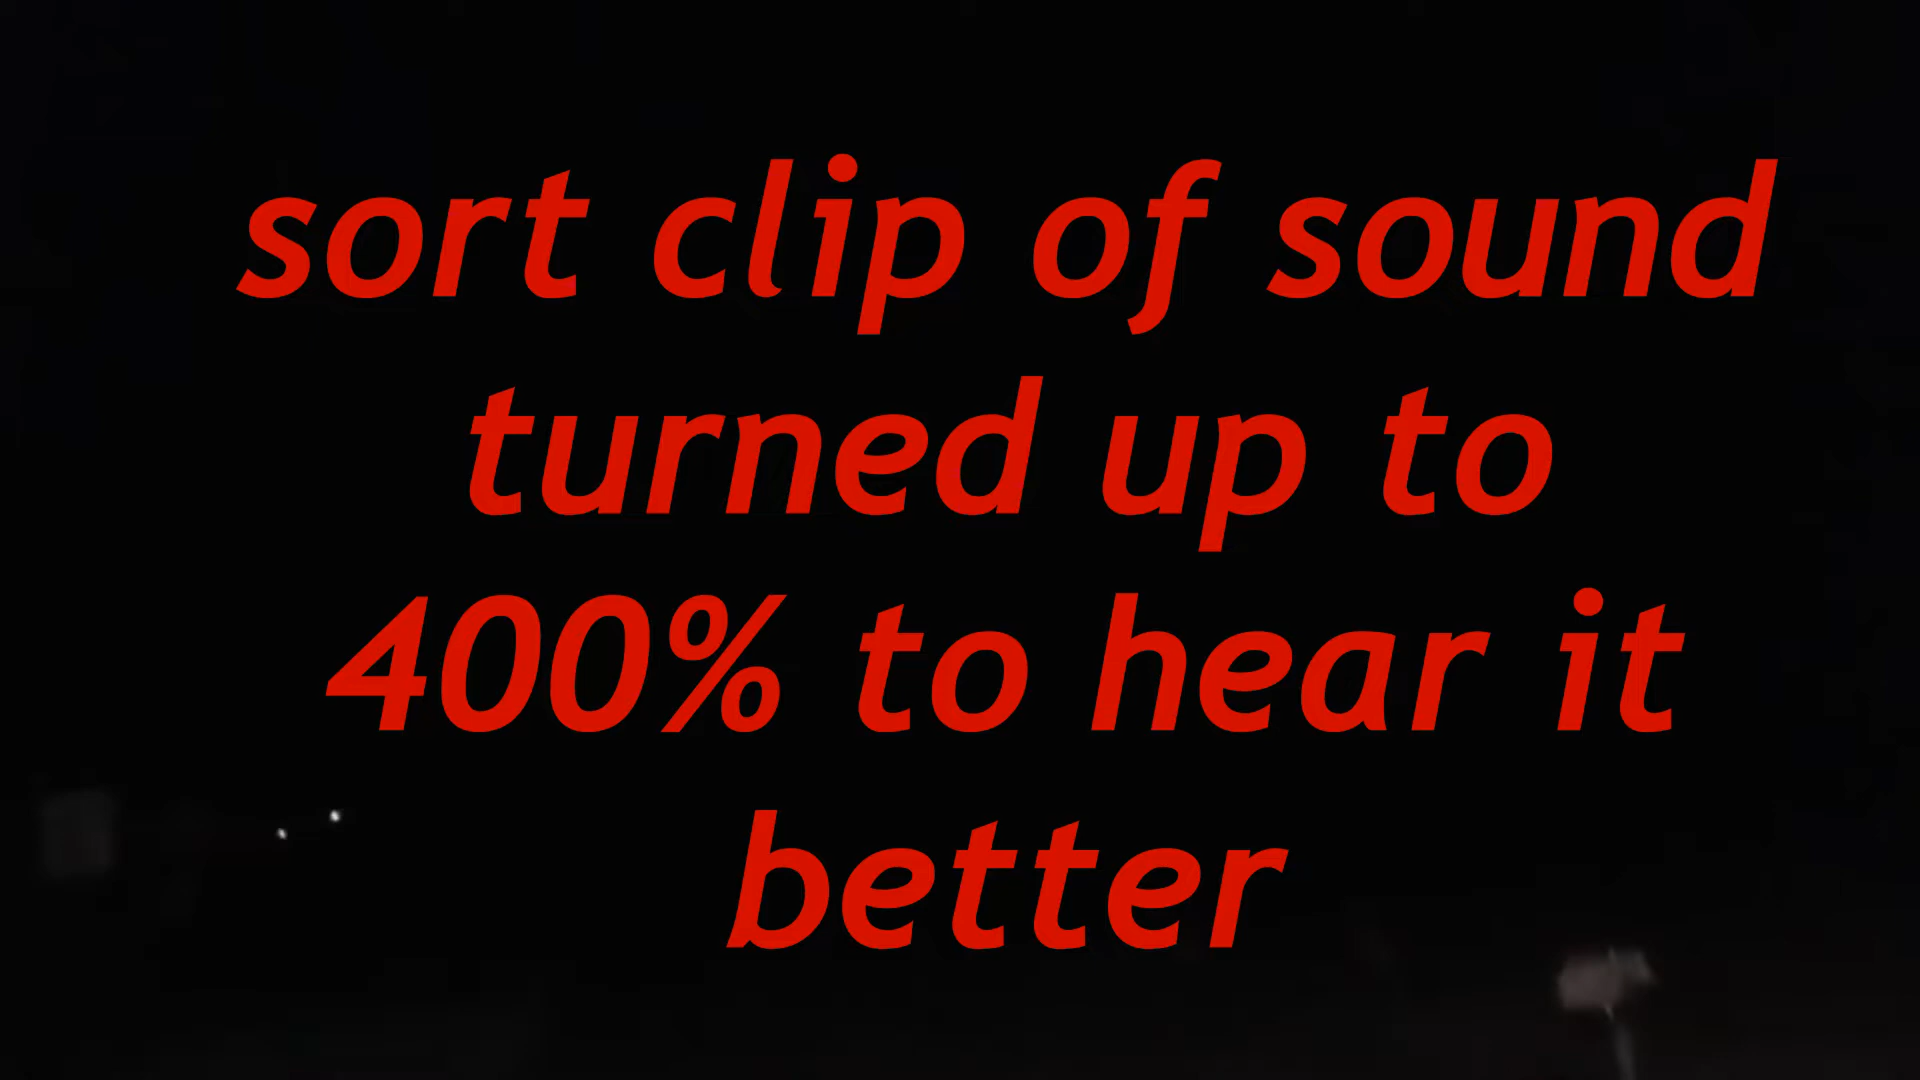 sort clip of sound
turned up to
400% to hear it
better